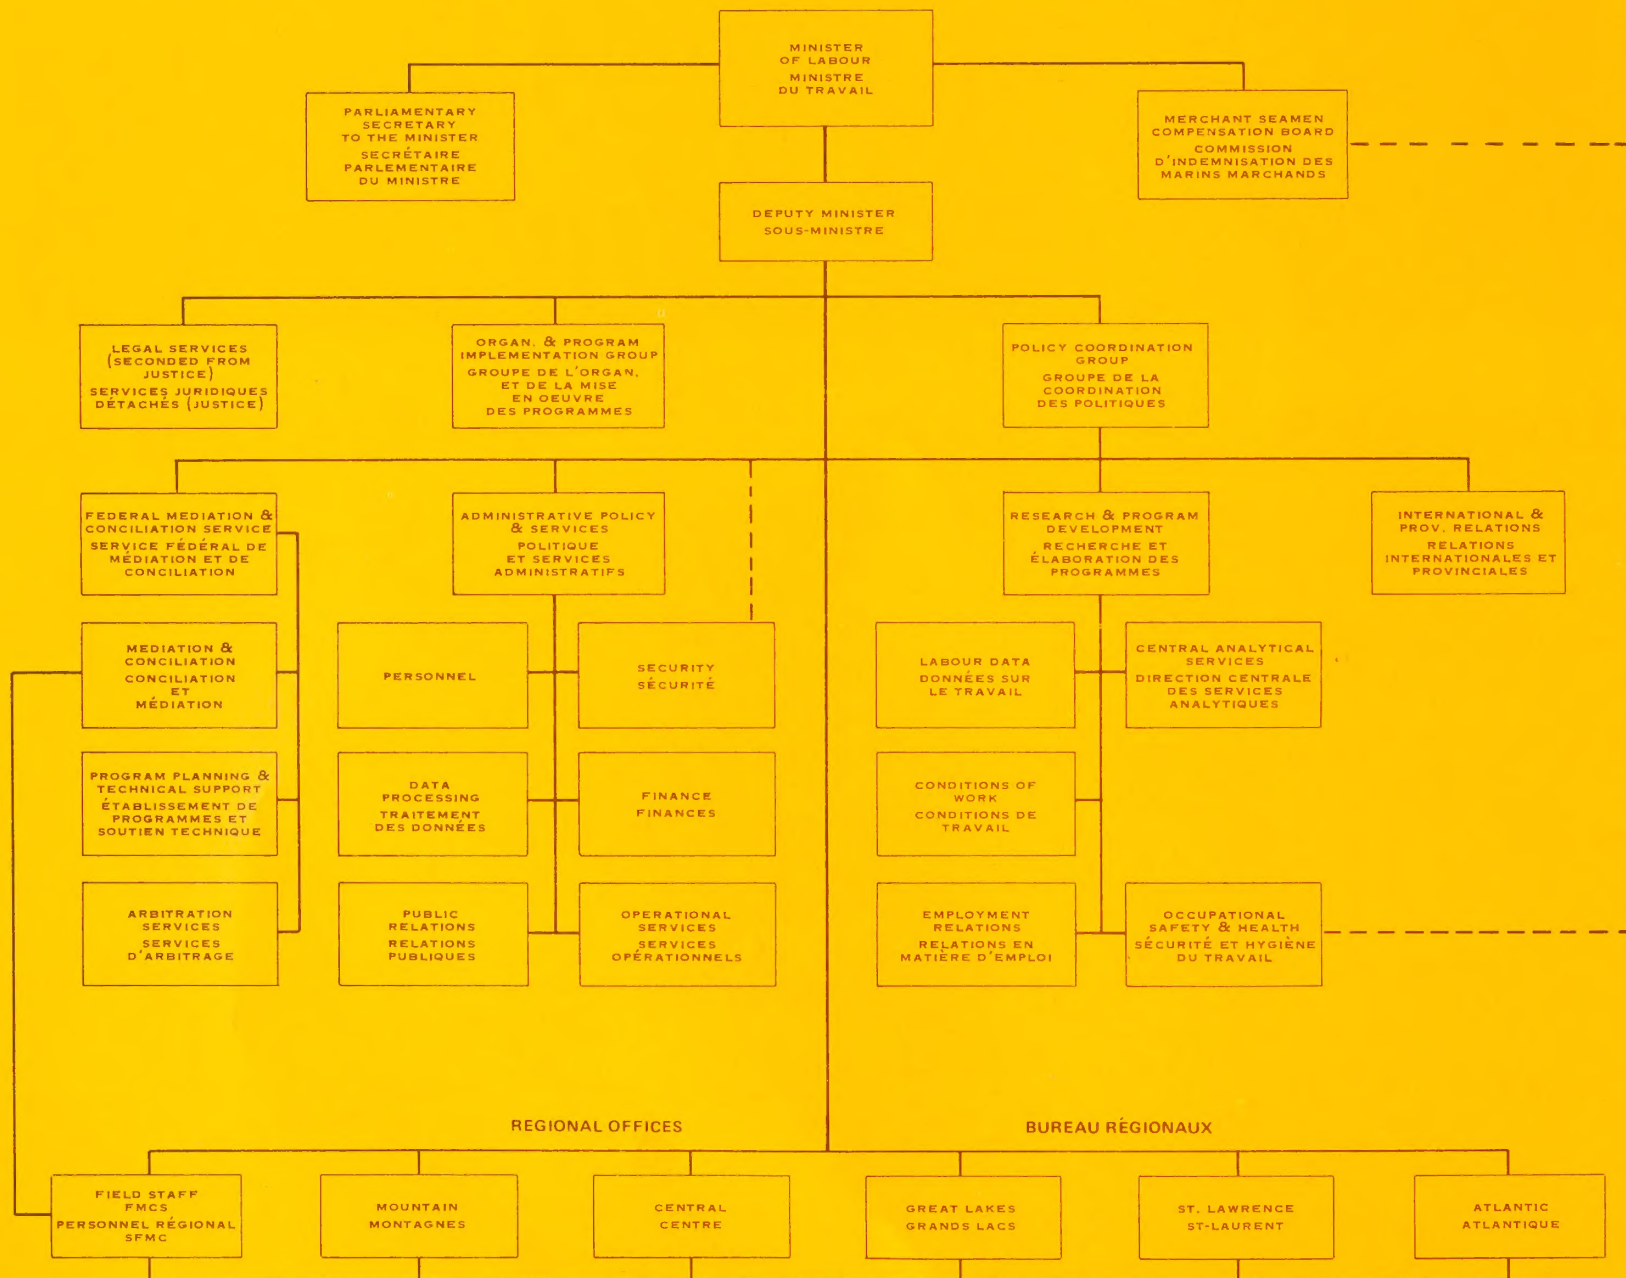 MINISTER
OF LABOUR
MINISTRE
DU TRAVAIL
PARLIAMENTARY
SECRETARY
TO THE MINISTER
SECRÉTAIRE
PARLEMENTAIRE
DU MINISTRE
MERCHANT SEAMEN
COMPENSATION BOARD
COMMISSION
D'INDEMNISATION DES
MARINS MARCHANDS
DEPUTY MINISTER
SOUS-MINISTRE
LEGAL SERVICES
(SECONDED FROM
JUSTICE)
SERVICES JURIDIQUES
DÉTACHÉS (JUSTICE)
ORGAN. & PROGRAM
IMPLEMENTATION GROUP
GROUPE DE L'ORGAN.
ET DE LA MISE
EN OEUVRE
DES PROGRAMMES
POLICY COORDINATION
GROUP
GROUPE DE LA
COORDINATION
DES POLITIQUES
FEDERAL MEDIATION &
CONCILIATION SERVICE
SERVICE FÉDÉRAL DE
MÉDIATION ET DE
CONCILIATION
ADMINISTRATIVE POLICY
& SERVICES
POLITIQUE
ET SERVICES
ADMINISTRATIFS
RESEARCH & PROGRAM
DEVELOPMENT
RECHERCHE ET
ÉLABORATION DES
PROGRAMMES
INTERNATIONAL &
PROV. RELATIONS
RELATIONS
INTERNATIONALES ET
PROVINCIALES
MEDIATION &
CONCILIATION
CONCILIATION
ET
MÉDIATION
PERSONNEL
SECURITY
SÉCURITÉ
LABOUR DATA
DONNÉES SUR
LE TRAVAIL
CENTRAL ANALYTICAL
SERVICES
DIRECTION CENTRALE
DES SERVICES
ANALYTIQUES
PROGRAM PLANNING &
TECHNICAL SUPPORT
ÉTABLISSEMENT DE
PROGRAMMES ET
SOUTIEN TECHNIQUE
DATA
PROCESSING
TRAITEMENT
DES DONNÉES
FINANCE
FINANCES
CONDITIONS OF
WORK
CONDITIONS DE
TRAVAIL
ARBITRATION
SERVICES
SERVICES
D'ARBITRAGE
PUBLIC
RELATIONS
RELATIONS
PUBLIQUES
OPERATIONAL
SERVICES
SERVICES
OPÉRATIONNELS
EMPLOYMENT
RELATIONS
RELATIONS EN
MATIÈRE D'EMPLOI
OCCUPATIONAL
SAFETY & HEALTH
SÉCURITÉ ET HYGIÈNE
DU TRAVAIL
REGIONAL OFFICES
BUREAU RÉGIONAUX
FIELD STAFF
FMCS
PERSONNEL RÉGIONAL
SFMC
MOUNTAIN
MONTAGNES
CENTRAL
CENTRE
GREAT LAKES
GRANDS LACS
ST. LAWRENCE
ST-LAURENT
ATLANTIC
ATLANTIQUE